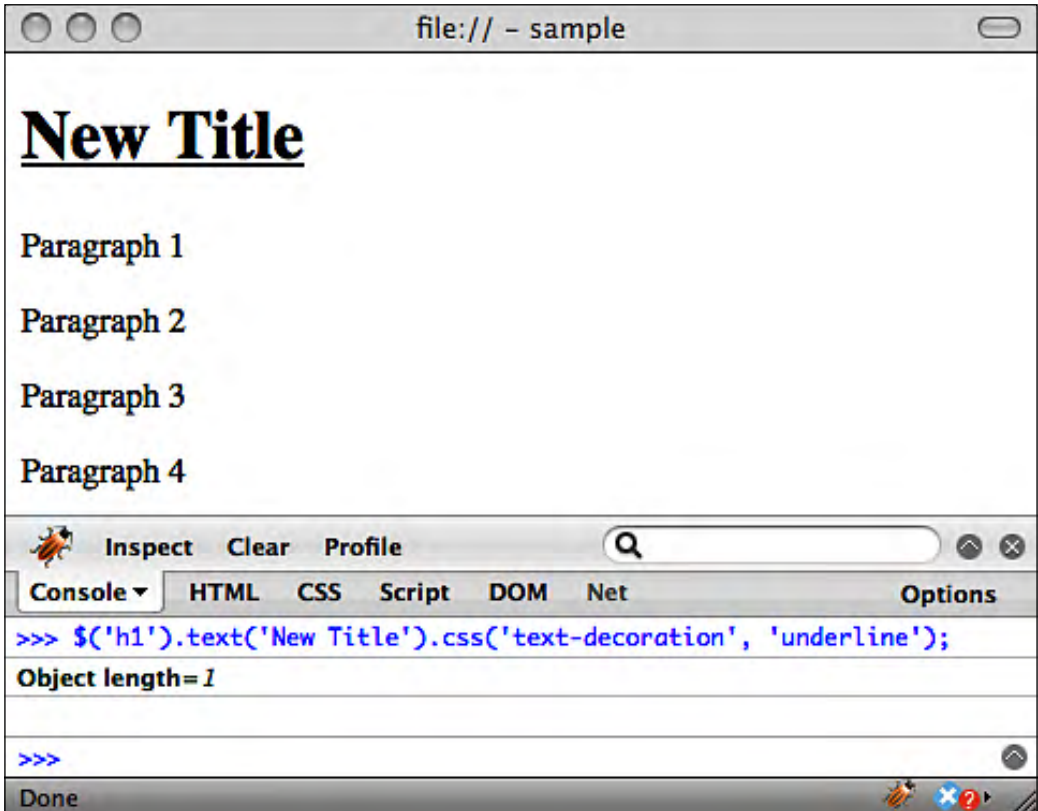 file:// – sample
New Title
Paragraph 1
Paragraph 2
Paragraph 3
Paragraph 4
Inspect Clear Profile
Console HTML CSS Script DOM Net Options
>>> $('h1').text('New Title').css('text-decoration', 'underline');
Object length=1
>>>
Done